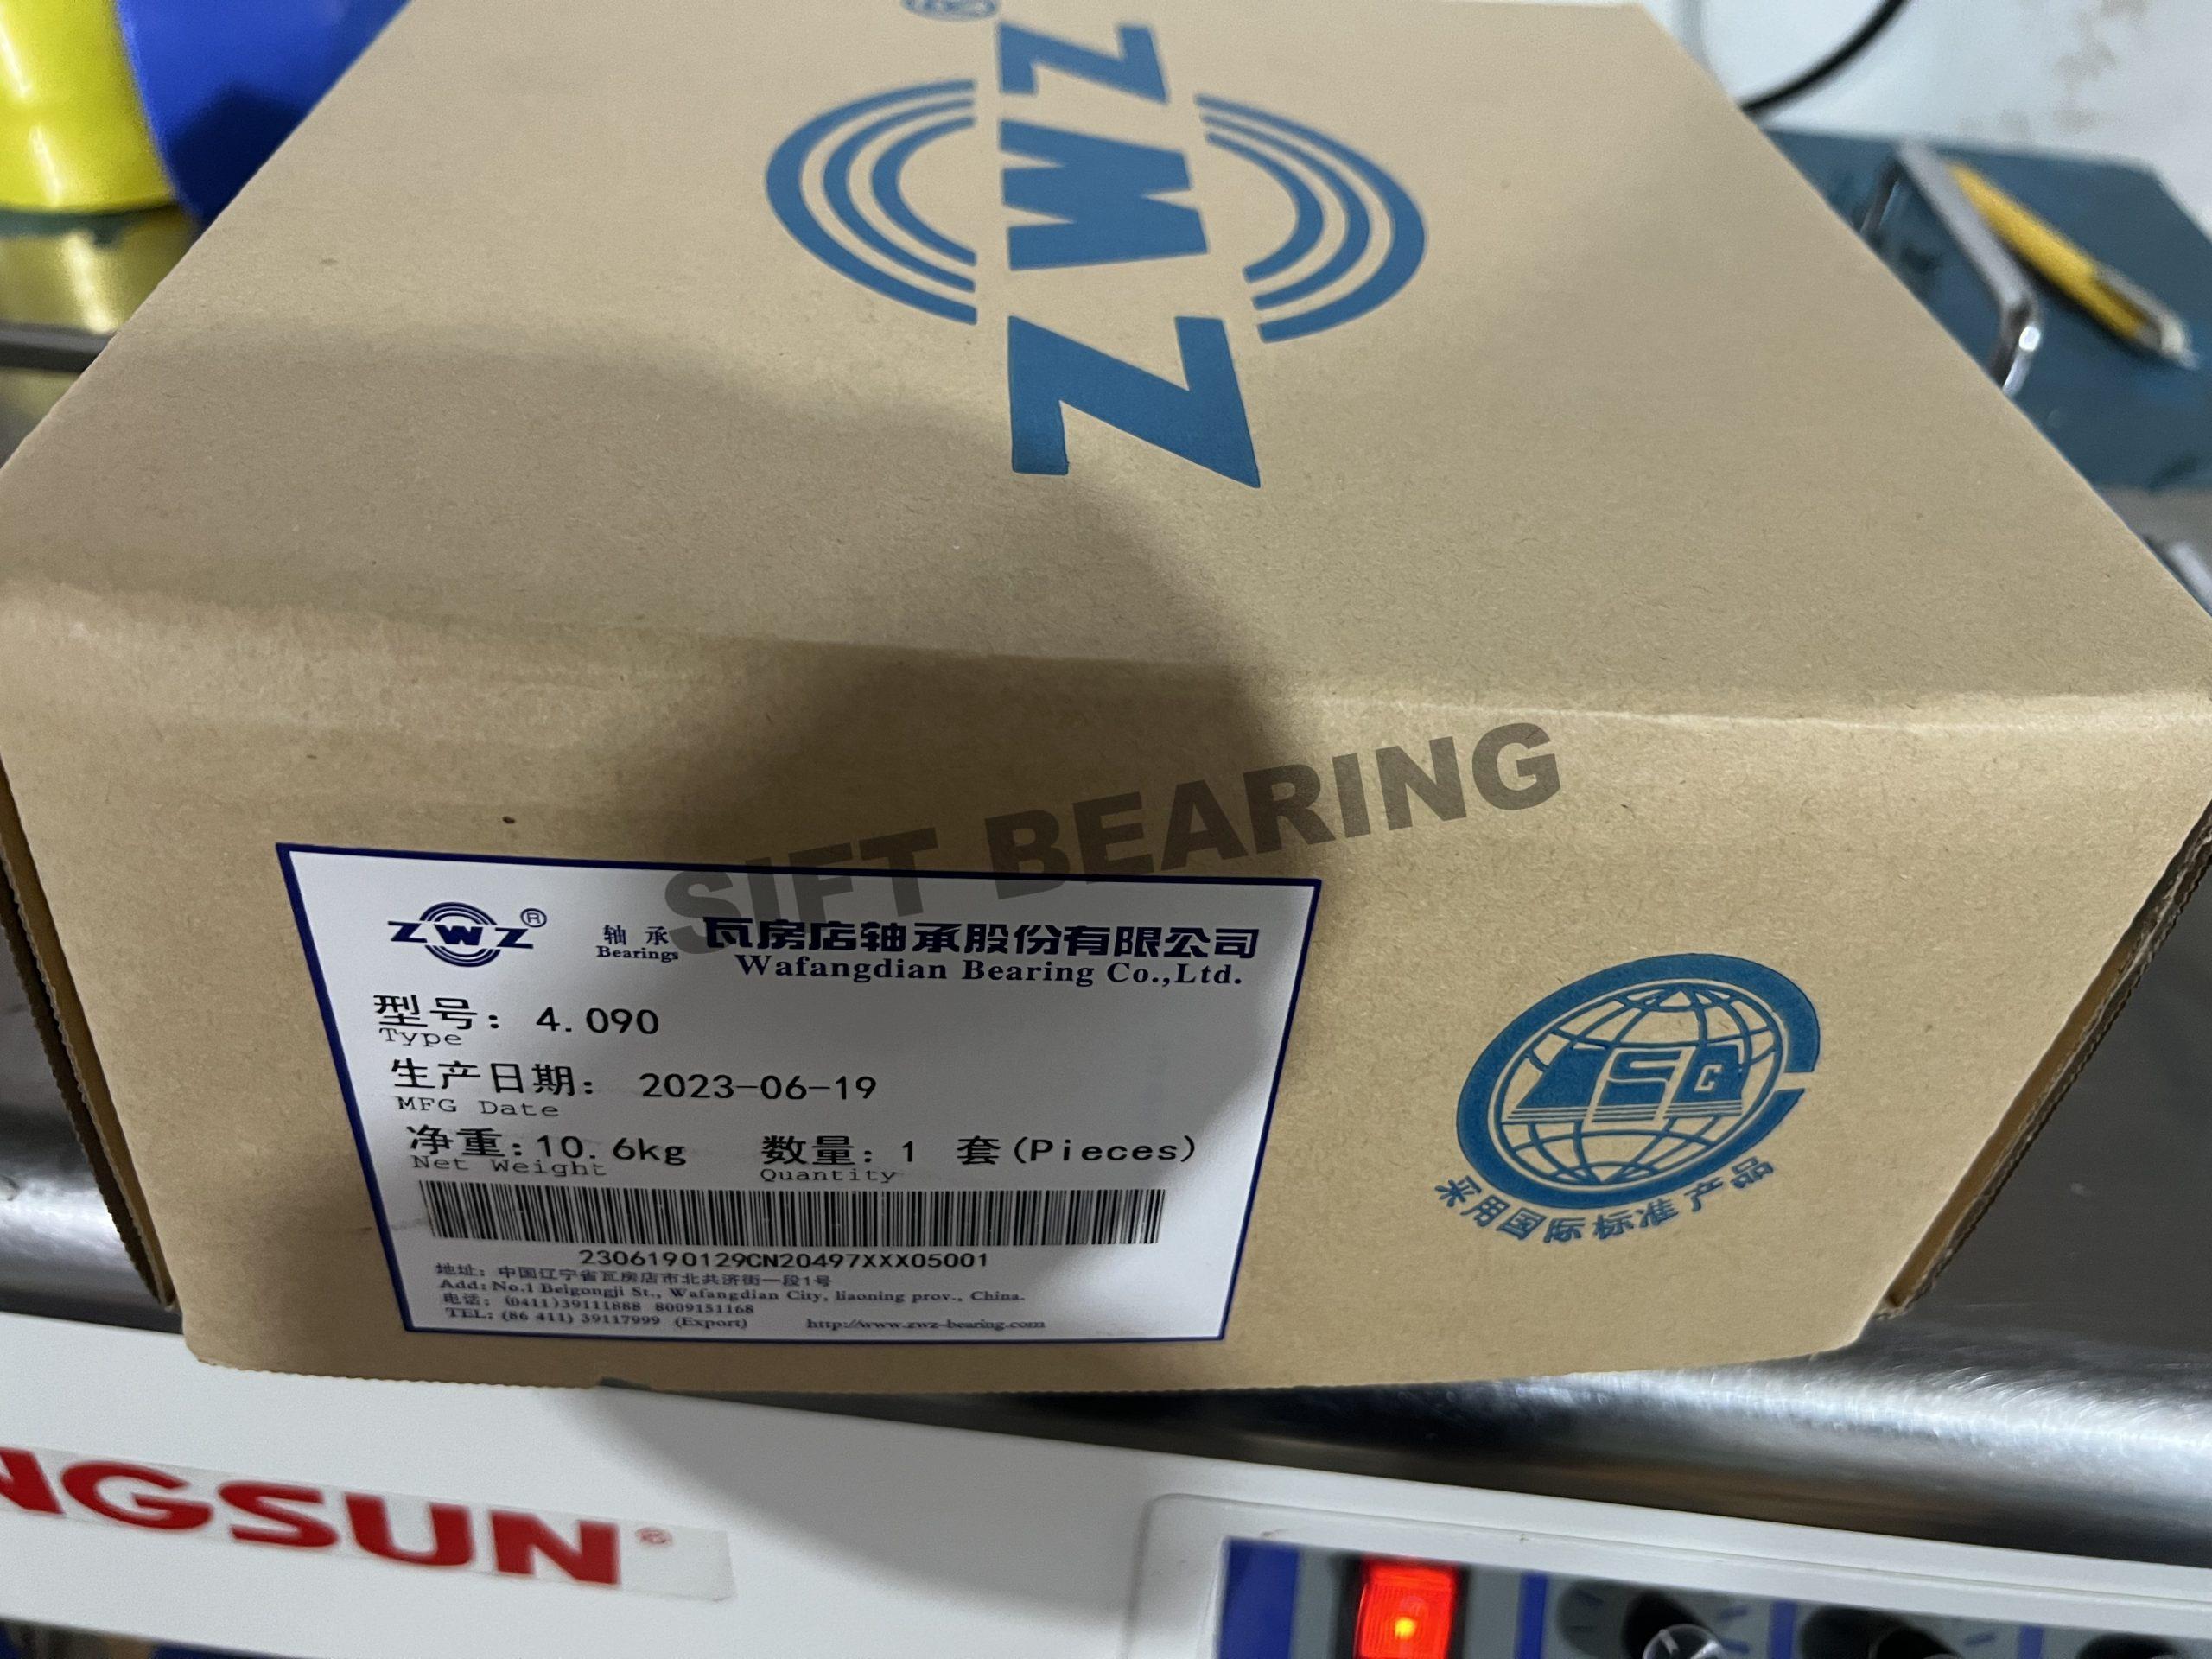 ZWZ
SIFT BEARING
ZWZ®
轴承
Bearings
瓦房店轴承股份有限公司
Wafangdian Bearing Co.,Ltd.
型号: 4.090
Type
生产日期: 2023-06-19
MFG Date
净重:10.6kg 数量: 1 套(Pieces)
Net Weight Quantity
2306190129CN20497XXX05001
地址: 中国辽宁省瓦房店市北共济街一段1号
Add: No,1 Beigongji St., Wafangdian City, liaoning prov., China.
电话: (0411)39111888 8009151168
TEL: (86 411) 39117999 (Export) http://www.zwz-bearing.com
采用国际标准产品
NGSUN®